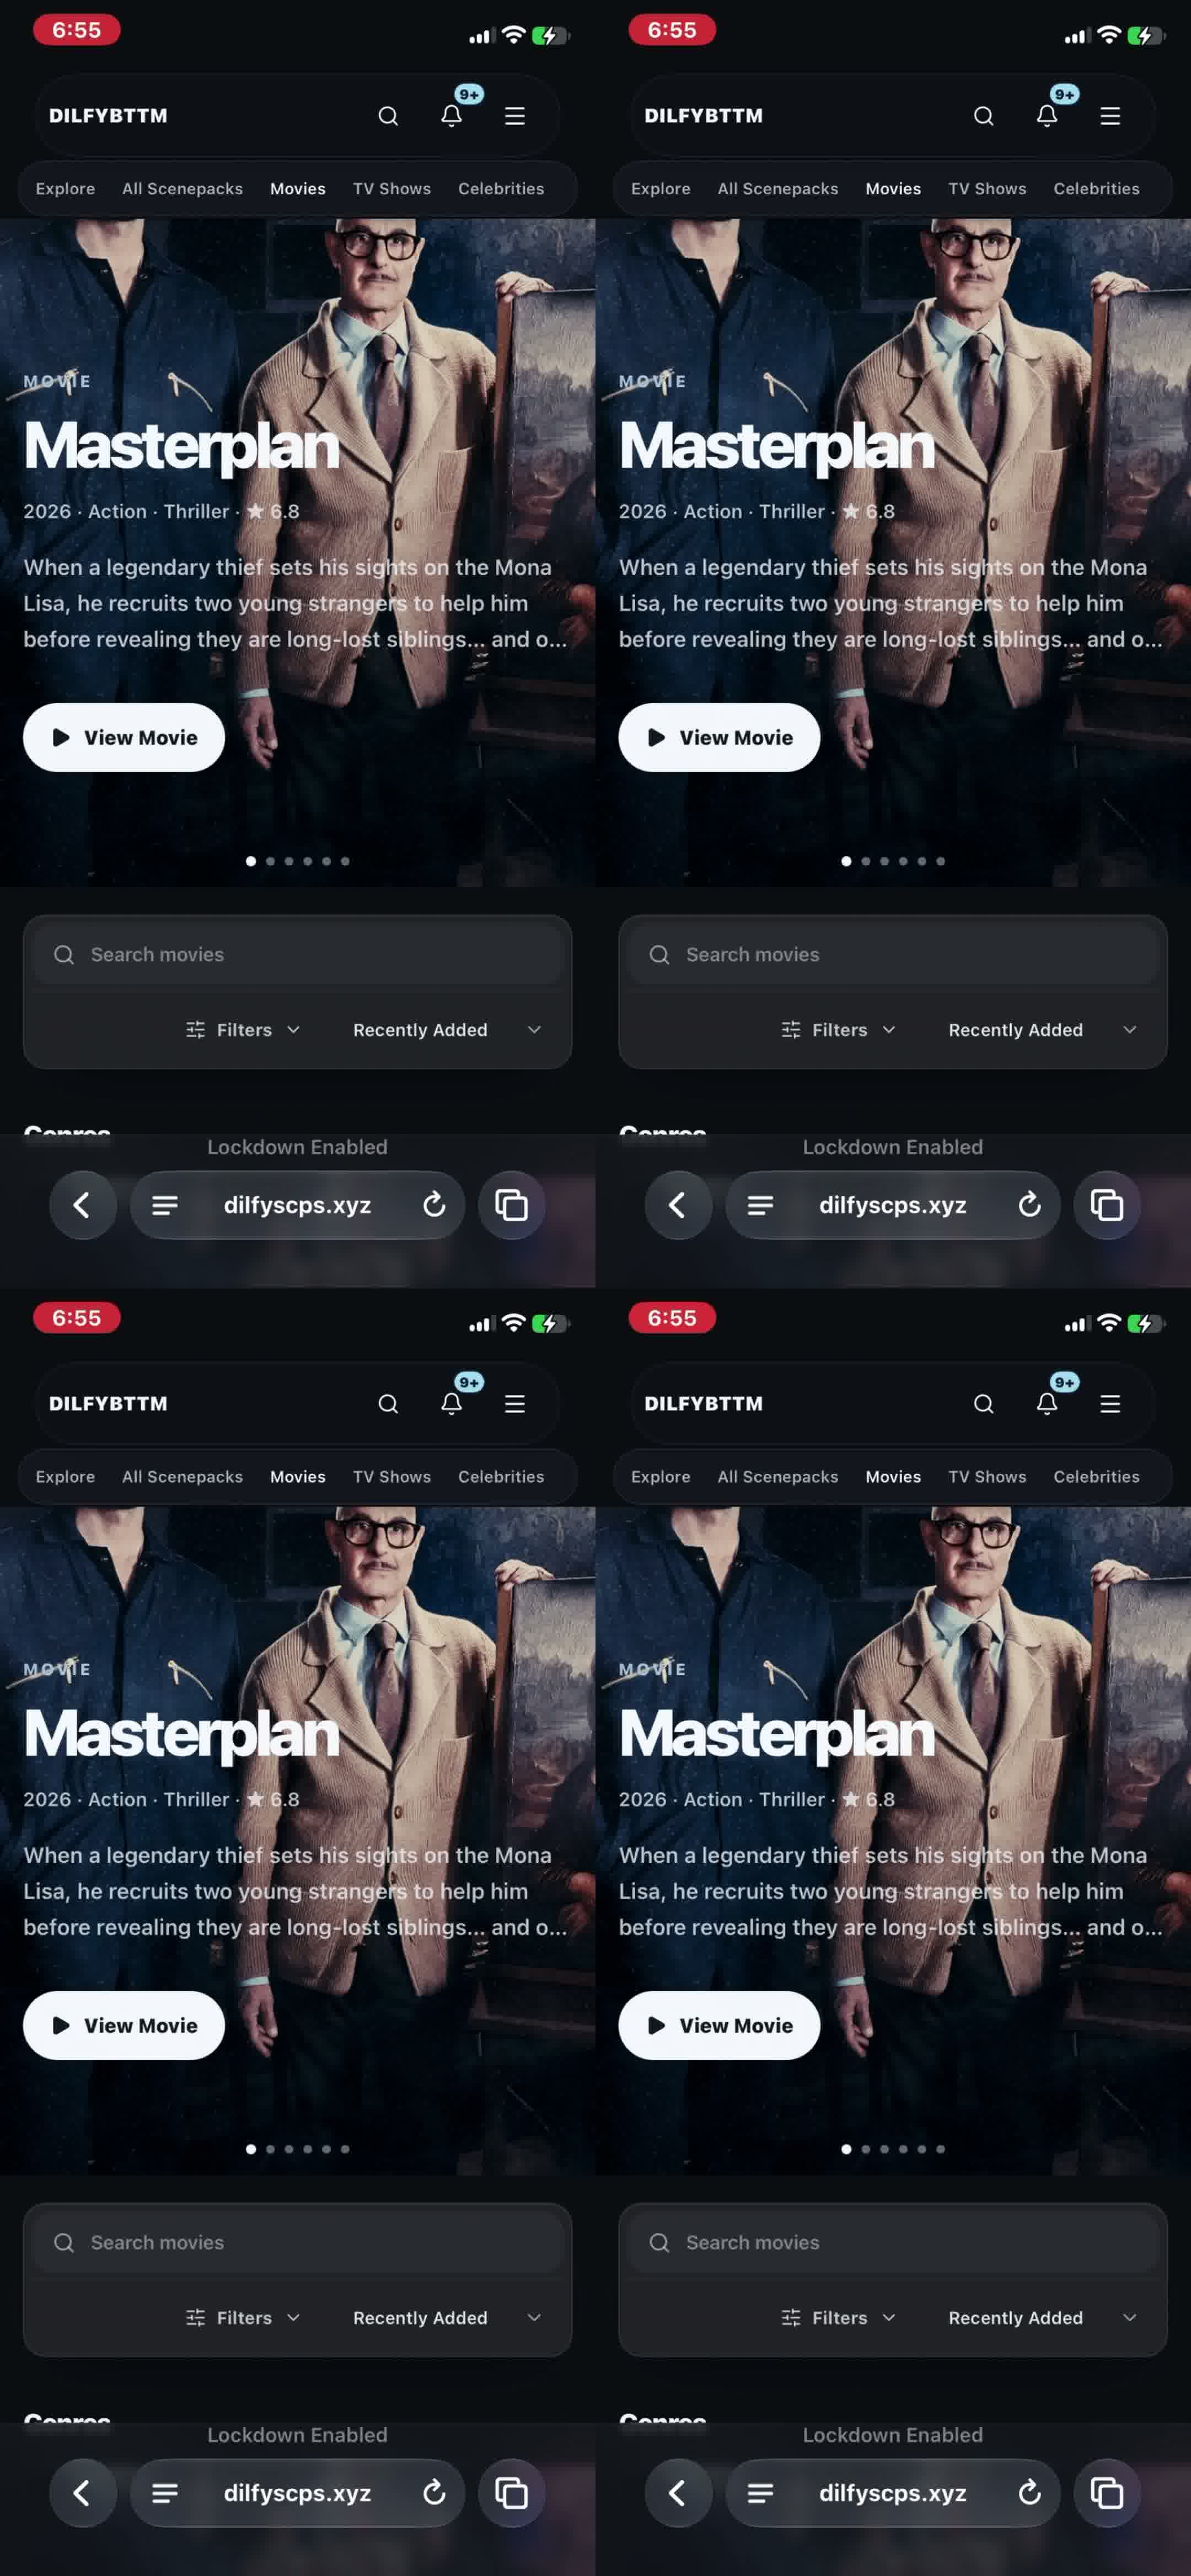 6:55
DILFYBTTM
9+
Explore All Scenepacks Movies TV Shows Celebrities
MOVIE
Masterplan
2026 · Action · Thriller · ★ 6.8
When a legendary thief sets his sights on the Mona
Lisa, he recruits two young strangers to help him
before revealing they are long-lost siblings... and o...
View Movie
Search movies
Filters Recently Added
Genres
Lockdown Enabled
dilfyscps.xyz
6:55
DILFYBTTM
9+
Explore All Scenepacks Movies TV Shows Celebrities
MOVIE
Masterplan
2026 · Action · Thriller · ★ 6.8
When a legendary thief sets his sights on the Mona
Lisa, he recruits two young strangers to help him
before revealing they are long-lost siblings... and o...
View Movie
Search movies
Filters Recently Added
Genres
Lockdown Enabled
dilfyscps.xyz
6:55
DILFYBTTM
9+
Explore All Scenepacks Movies TV Shows Celebrities
MOVIE
Masterplan
2026 · Action · Thriller · ★ 6.8
When a legendary thief sets his sights on the Mona
Lisa, he recruits two young strangers to help him
before revealing they are long-lost siblings... and o...
View Movie
Search movies
Filters Recently Added
Genres
Lockdown Enabled
dilfyscps.xyz
6:55
DILFYBTTM
9+
Explore All Scenepacks Movies TV Shows Celebrities
MOVIE
Masterplan
2026 · Action · Thriller · ★ 6.8
When a legendary thief sets his sights on the Mona
Lisa, he recruits two young strangers to help him
before revealing they are long-lost siblings... and o...
View Movie
Search movies
Filters Recently Added
Genres
Lockdown Enabled
dilfyscps.xyz